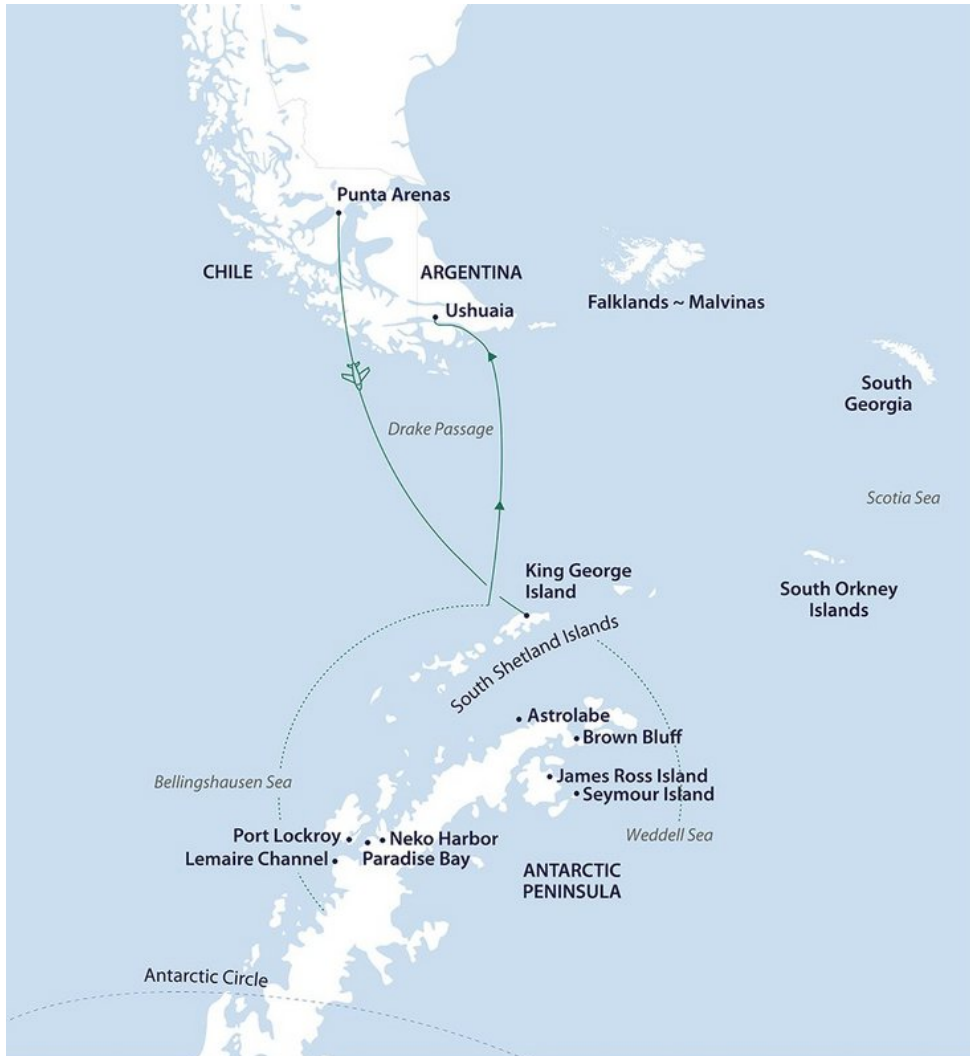 Punta Arenas
CHILE
ARGENTINA
Ushuaia
Falklands ~ Malvinas
South
Georgia
Drake Passage
Scotia Sea
King George
Island
South Orkney
Islands
South Shetland Islands
Astrolabe
Brown Bluff
James Ross Island
Seymour Island
Bellingshausen Sea
Weddell Sea
Port Lockroy
Neko Harbor
Lemaire Channel
Paradise Bay
ANTARCTIC
PENINSULA
Antarctic Circle